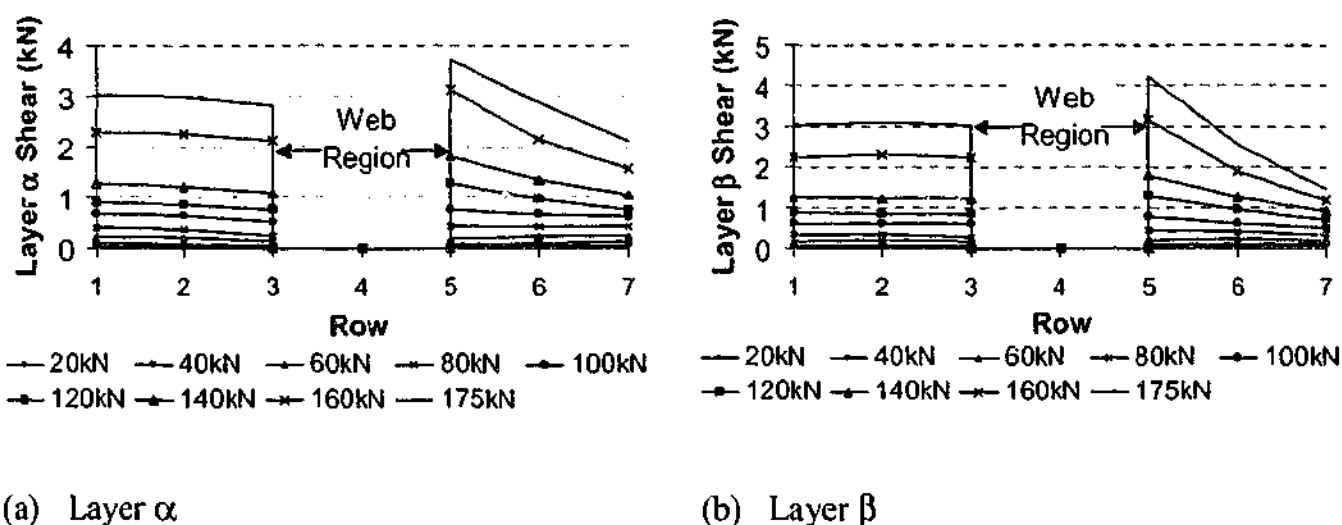 Layer α Shear (kN)
4
3
2
1
0
Web
Region
1 2 3 4 5 6 7
Row
20kN 40kN 60kN 80kN 100kN
120kN 140kN 160kN 175kN
(a) Layer α
Layer β Shear (kN)
5
4
3
2
1
0
Web
Region
1 2 3 4 5 6 7
Row
20kN 40kN 60kN 80kN 100kN
120kN 140kN 160kN 175kN
(b) Layer β